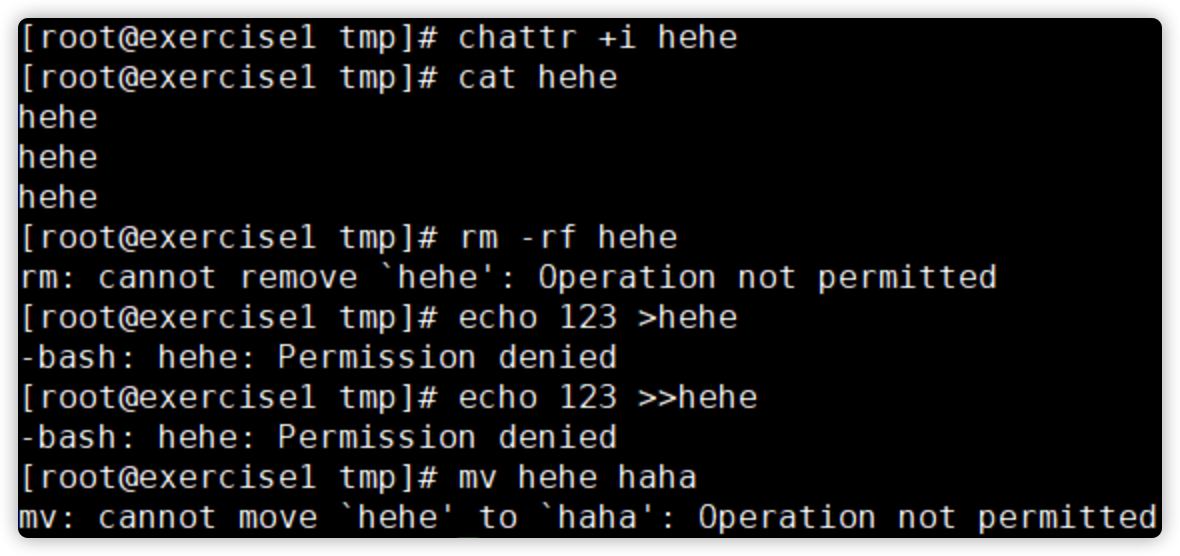 [root@exercise1 tmp]# chattr +i hehe
[root@exercise1 tmp]# cat hehe
hehe
hehe
hehe
[root@exercise1 tmp]# rm -rf hehe
rm: cannot remove `hehe': Operation not permitted
[root@exercise1 tmp]# echo 123 >hehe
-bash: hehe: Permission denied
[root@exercise1 tmp]# echo 123 >>hehe
-bash: hehe: Permission denied
[root@exercise1 tmp]# mv hehe haha
mv: cannot move `hehe' to `haha': Operation not permitted